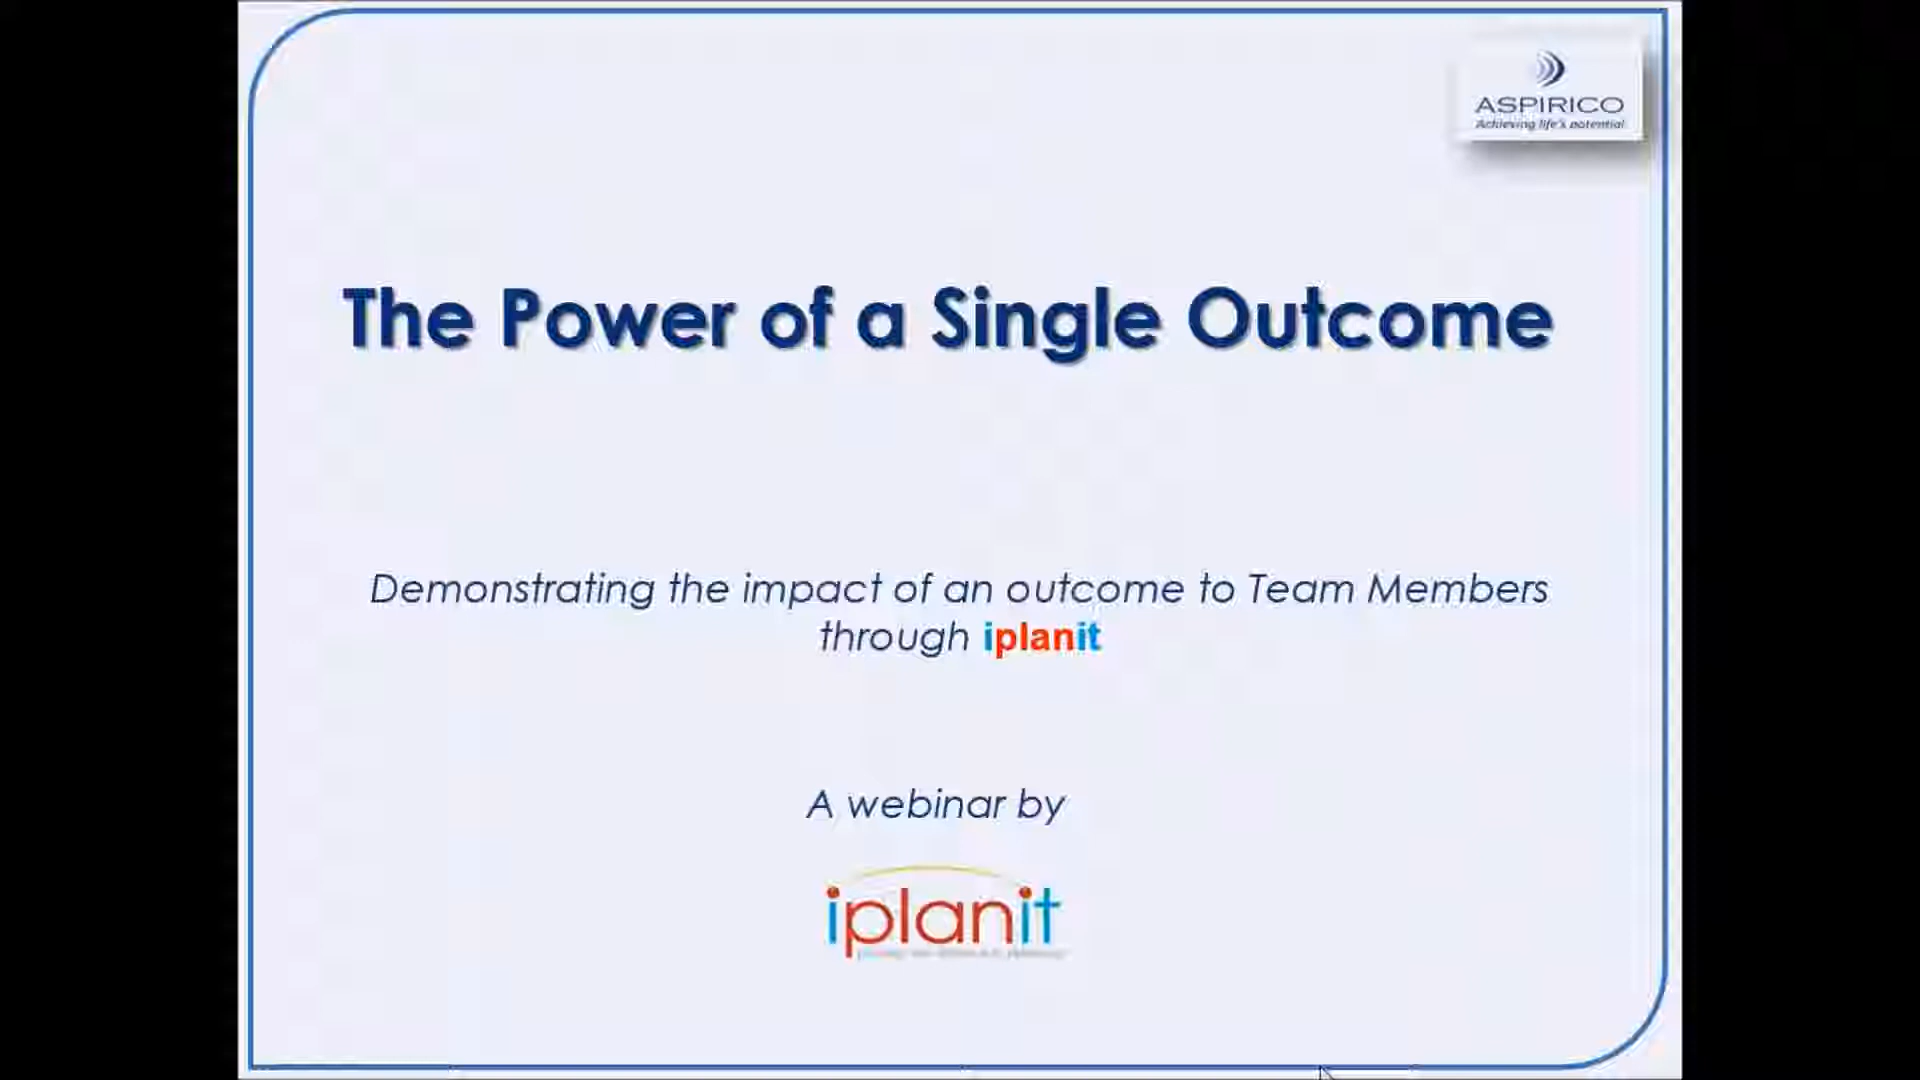 ASPIRICO
Achieving life's potential
The Power of a Single Outcome
Demonstrating the impact of an outcome to Team Members
through iplanit
A webinar by
iplanit